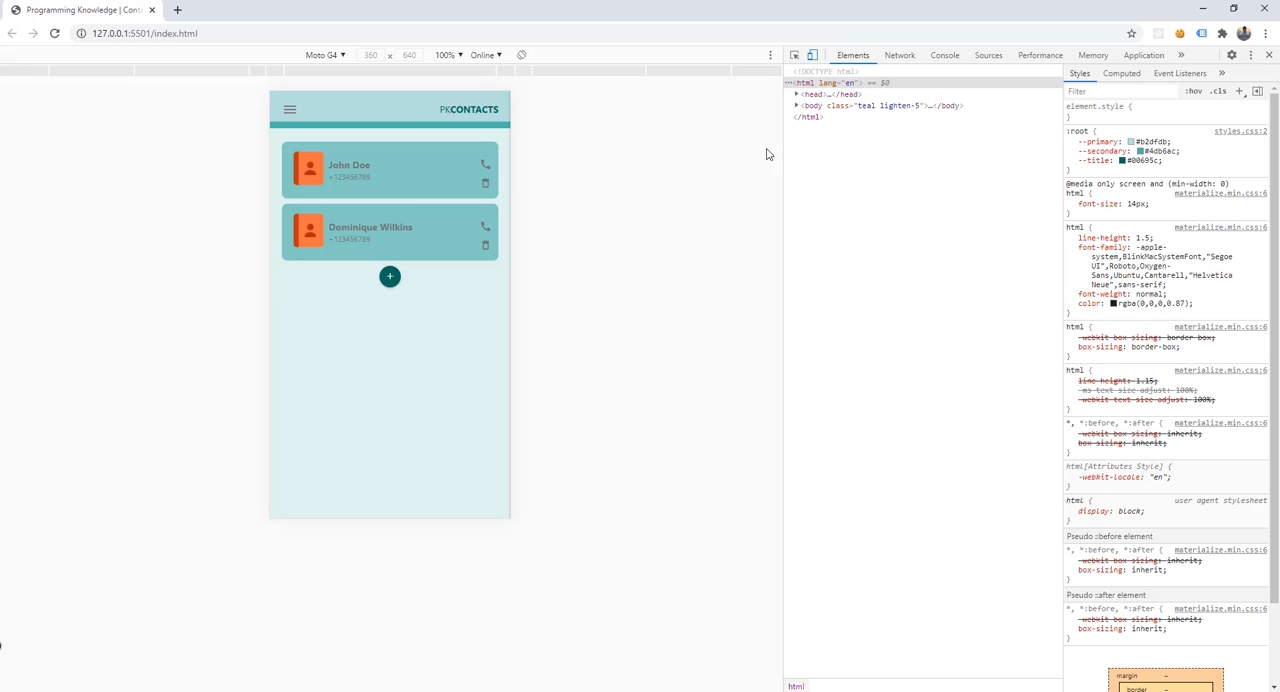 Programming Knowledge | Conta
127.0.0.1:5501/index.html
Moto G4 ▼ 360 x 640 100% ▼ Online ▼
Elements Network Console Sources Performance Memory Application »
<!DOCTYPE html>
<html lang="en"> == $0
<head>…</head>
<body class="teal lighten-5">…</body>
</html>
html
PKCONTACTS
John Doe
+123456789
Dominique Wilkins
+123456789
+
Styles Computed Event Listeners »
Filter :hov .cls +
element.style {
}
:root { styles.css:2
--primary: #b2dfdb;
--secondary: #4db6ac;
--title: #00695c;
}
@media only screen and (min-width: 0)
html { materialize.min.css:6
font-size: 14px;
}
html { materialize.min.css:6
line-height: 1.5;
font-family: -apple-
system,BlinkMacSystemFont,"Segoe
UI",Roboto,Oxygen-
Sans,Ubuntu,Cantarell,"Helvetica
Neue",sans-serif;
font-weight: normal;
color: rgba(0,0,0,0.87);
}
html { materialize.min.css:6
-webkit-box-sizing: border-box;
box-sizing: border-box;
}
html { materialize.min.css:6
line-height: 1.15;
-ms-text-size-adjust: 100%;
-webkit-text-size-adjust: 100%;
}
*, *:before, *:after { materialize.min.css:6
-webkit-box-sizing: inherit;
box-sizing: inherit;
}
html[Attributes Style] {
-webkit-locale: "en";
}
html { user agent stylesheet
display: block;
}
Pseudo ::before element
*, *:before, *:after { materialize.min.css:6
-webkit-box-sizing: inherit;
box-sizing: inherit;
}
Pseudo ::after element
*, *:before, *:after { materialize.min.css:6
-webkit-box-sizing: inherit;
box-sizing: inherit;
}
margin –
border –